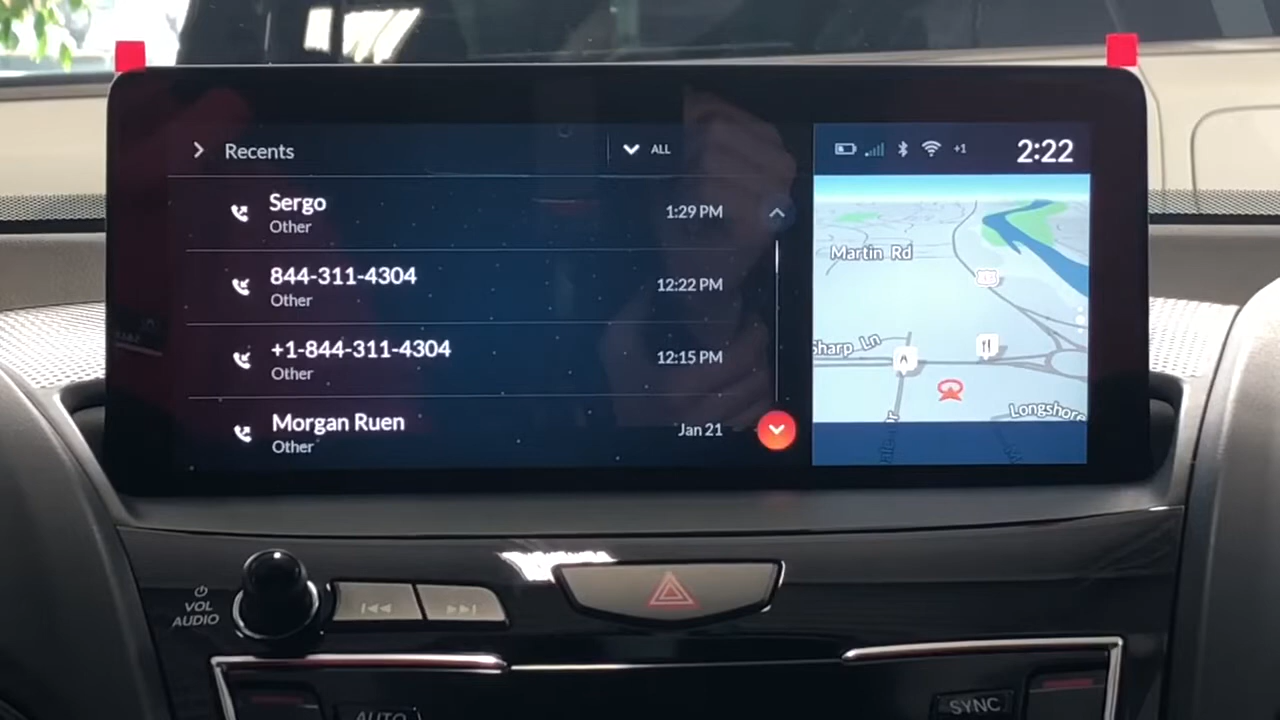 Recents
ALL
Sergo
Other
1:29 PM
844-311-4304
Other
12:22 PM
+1-844-311-4304
Other
12:15 PM
Morgan Ruen
Other
Jan 21
+1
2:22
Martin Rd
Sharp Ln
Longshore
VOL
AUDIO
AUTO
SYNC